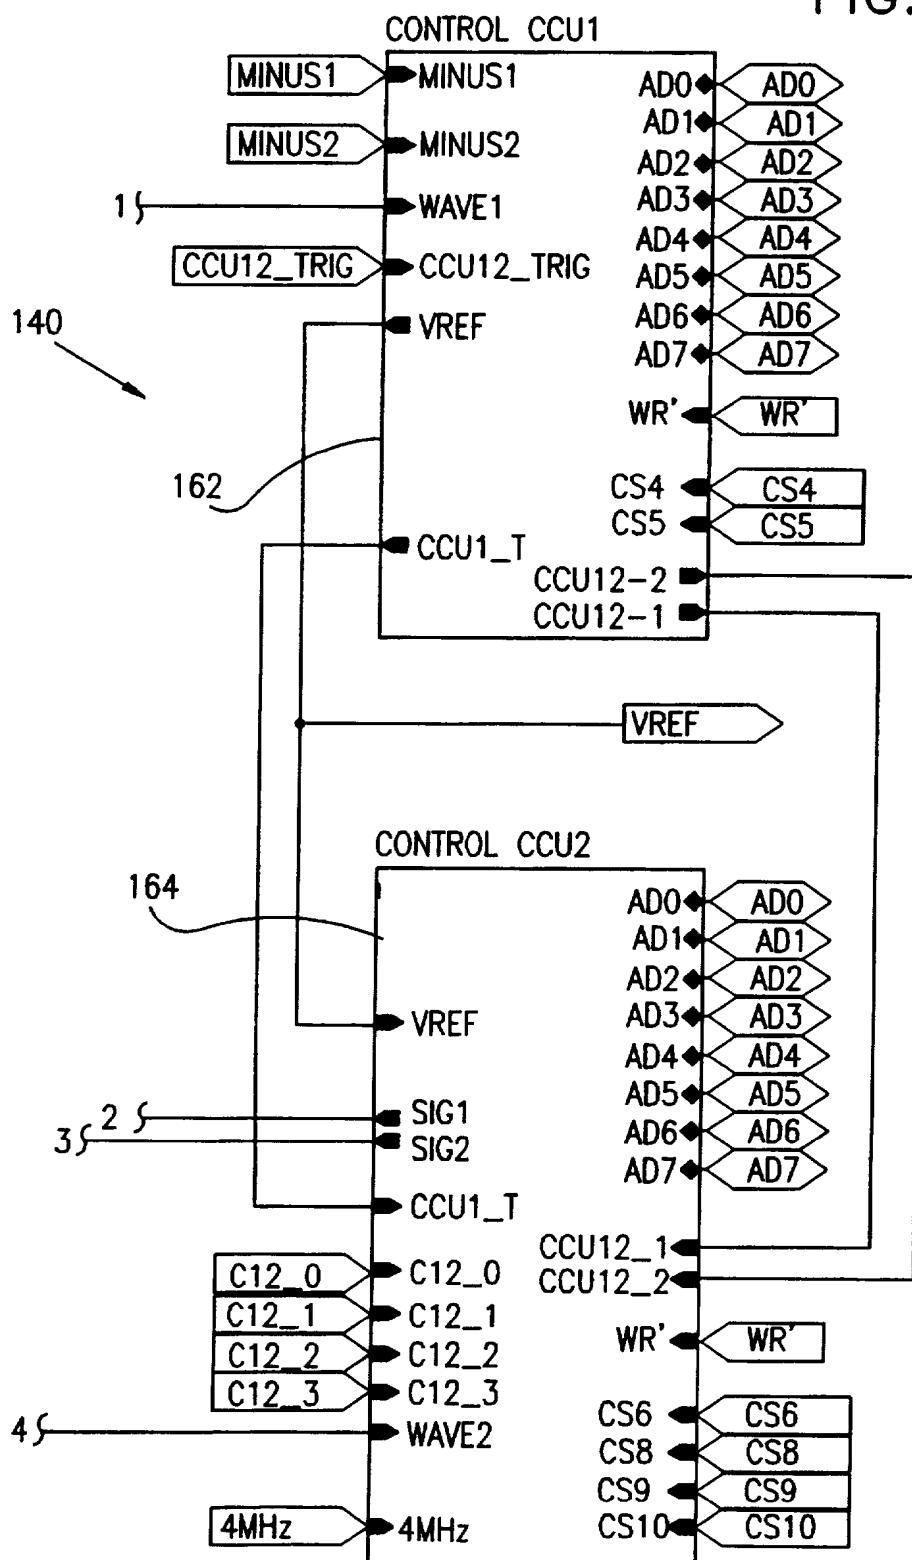 FIG.
CONTROL CCU1
MINUS1 MINUS1 AD0 AD0
AD1 AD1
MINUS2 MINUS2 AD2 AD2
1 WAVE1 AD3 AD3
AD4 AD4
CCU12_TRIG CCU12_TRIG AD5 AD5
140 VREF AD6 AD6
AD7 AD7
WR' WR'
162 CS4 CS4
CS5 CS5
CCU1_T CCU12-2
CCU12-1
VREF
CONTROL CCU2
164 AD0 AD0
AD1 AD1
AD2 AD2
VREF AD3 AD3
AD4 AD4
AD5 AD5
2 SIG1 AD6 AD6
3 SIG2 AD7 AD7
CCU1_T
CCU12_1
C12_0 C12_0 CCU12_2
C12_1 C12_1
C12_2 C12_2 WR' WR'
C12_3 C12_3
4 WAVE2 CS6 CS6
CS8 CS8
CS9 CS9
4MHz 4MHz CS10 CS10